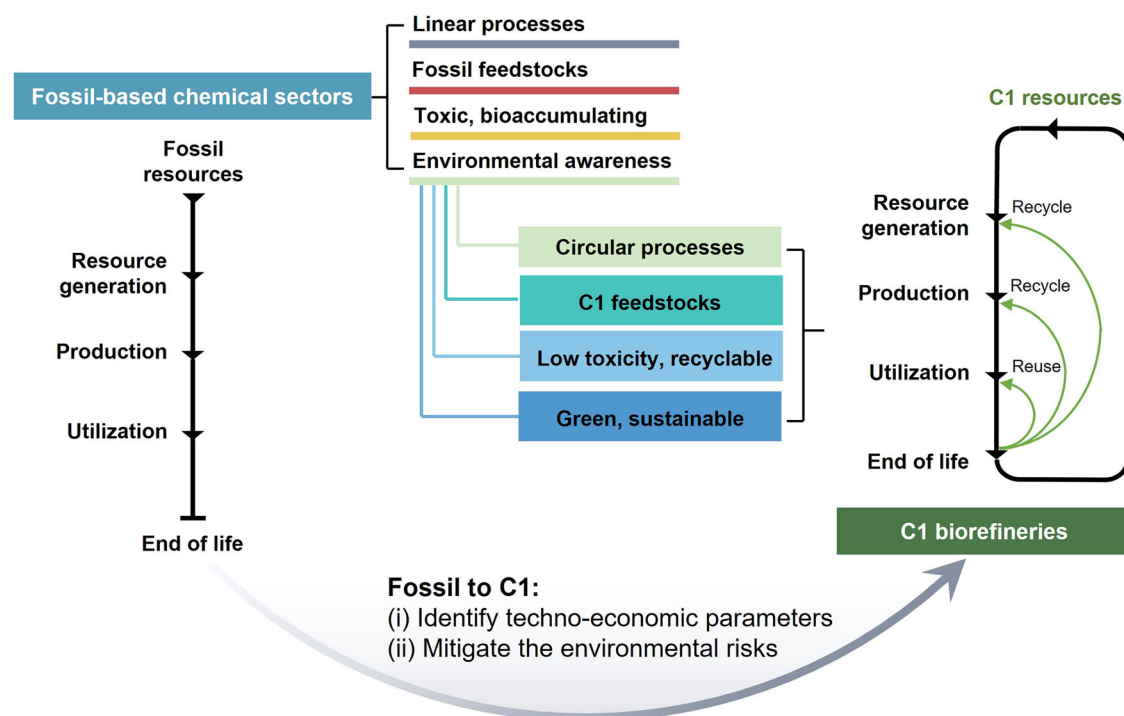 Fossil-based chemical sectors
Linear processes
Fossil feedstocks
Toxic, bioaccumulating
Environmental awareness
Fossil
resources
Resource
generation
Production
Utilization
End of life
Circular processes
C1 feedstocks
Low toxicity, recyclable
Green, sustainable
C1 resources
Resource
generation
Recycle
Production
Recycle
Utilization
Reuse
End of life
C1 biorefineries
Fossil to C1:
(i) Identify techno-economic parameters
(ii) Mitigate the environmental risks